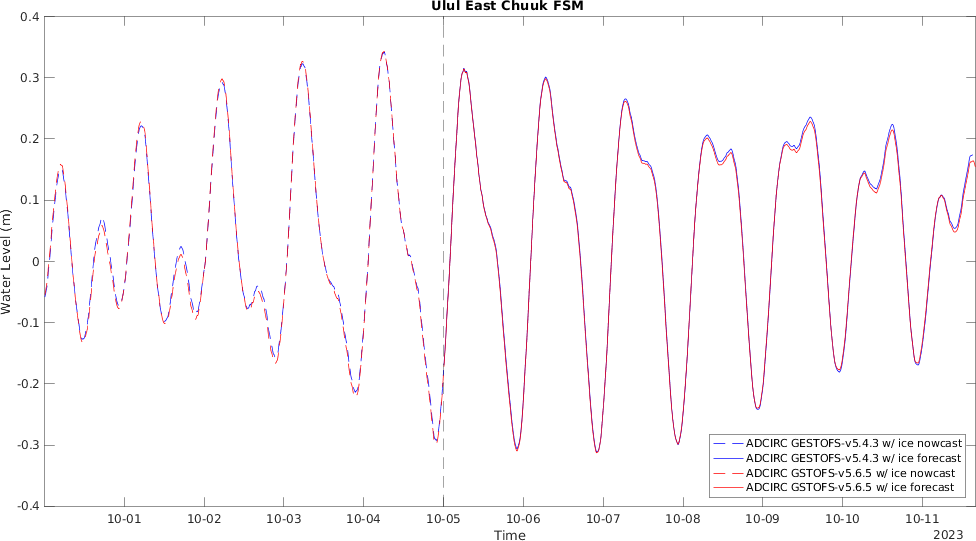 Ulul East Chuuk FSM
0.4
0.3
0.2
0.1
0
-0.1
-0.2
-0.3
-0.4
Water Level (m)
ADCIRC GESTOFS-v5.4.3 w/ ice nowcast
ADCIRC GESTOFS-v5.4.3 w/ ice forecast
ADCIRC GSTOFS-v5.6.5 w/ ice nowcast
ADCIRC GSTOFS-v5.6.5 w/ ice forecast
10-01 10-02 10-03 10-04 10-05 10-06 10-07 10-08 10-09 10-10 10-11
Time
2023